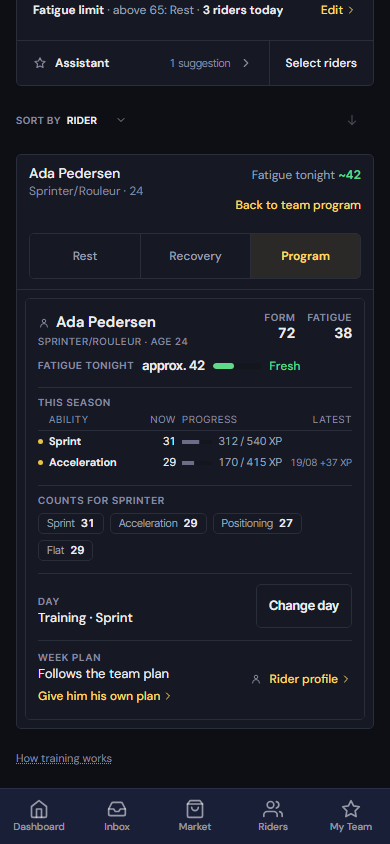 Fatigue limit · above 65: Rest · 3 riders today Edit >
Assistant 1 suggestion > Select riders
SORT BY RIDER
Ada Pedersen Fatigue tonight ~42
Sprinter/Rouleur · 24
Back to team program
Rest Recovery Program
Ada Pedersen FORM FATIGUE
SPRINTER/ROULEUR · AGE 24 72 38
FATIGUE TONIGHT approx. 42 Fresh
THIS SEASON
ABILITY NOW PROGRESS LATEST
Sprint 31 312 / 540 XP
Acceleration 29 170 / 415 XP 19/08 +37 XP
COUNTS FOR SPRINTER
Sprint 31 Acceleration 29 Positioning 27
Flat 29
DAY
Training · Sprint Change day
WEEK PLAN
Follows the team plan
Give him his own plan > Rider profile >
How training works
Dashboard Inbox Market Riders My Team